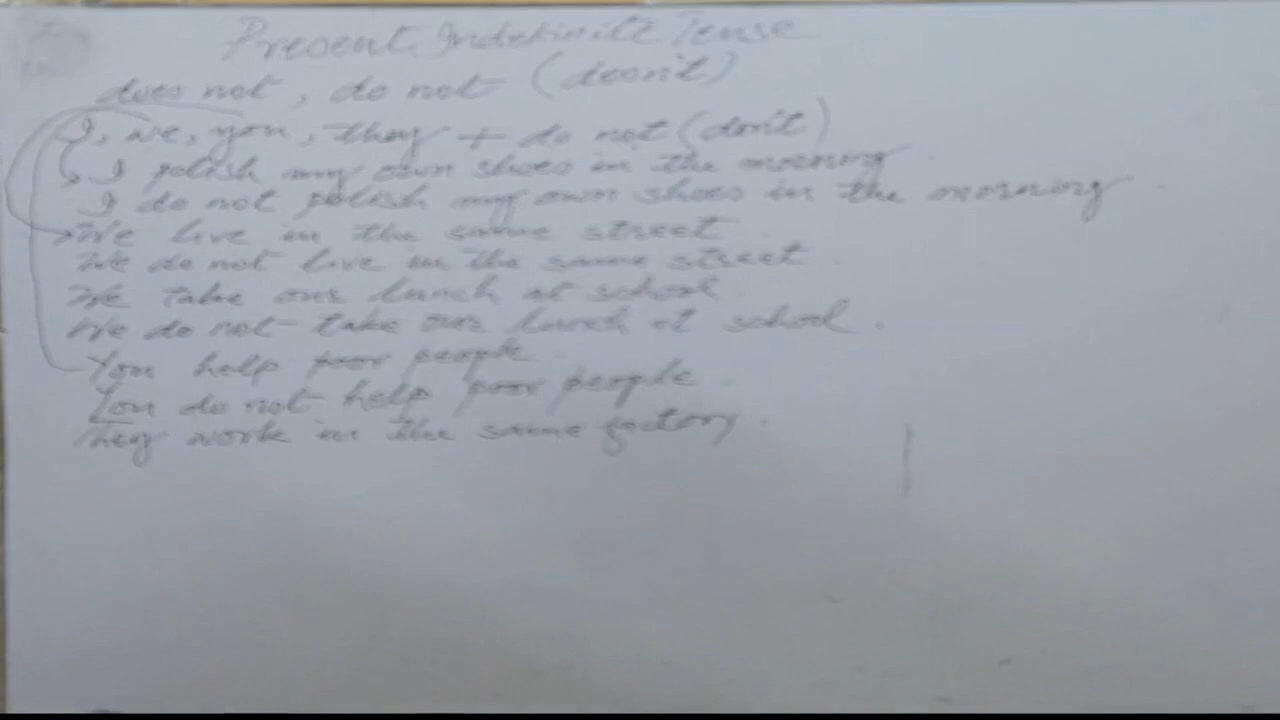 Present Indefinite Tense
does not, do not (doesn't)
I, we, you, they + do not (don't)
I polish my own shoes in the morning.
I do not polish my own shoes in the morning.
We live in the same street
We do not live in the same street.
We take our lunch at school.
We do not take our lunch at school.
You help poor people
You do not help poor people.
They work in the same factory.